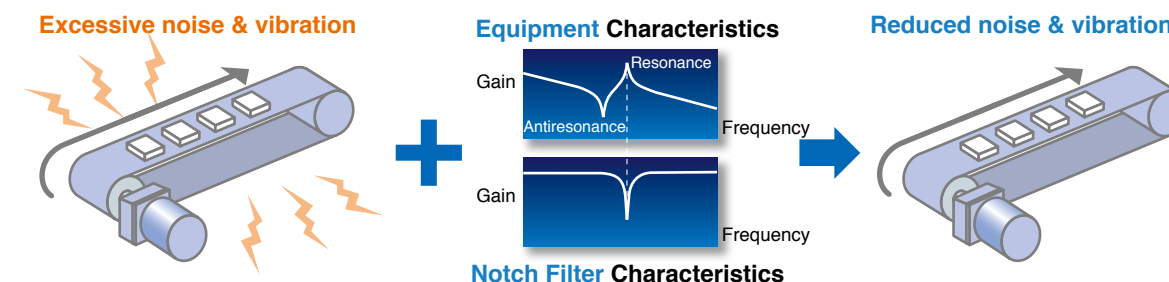 Excessive noise & vibration
Equipment Characteristics
Reduced noise & vibration
Resonance
Gain
Antiresonance
Frequency
Gain
Frequency
Notch Filter Characteristics